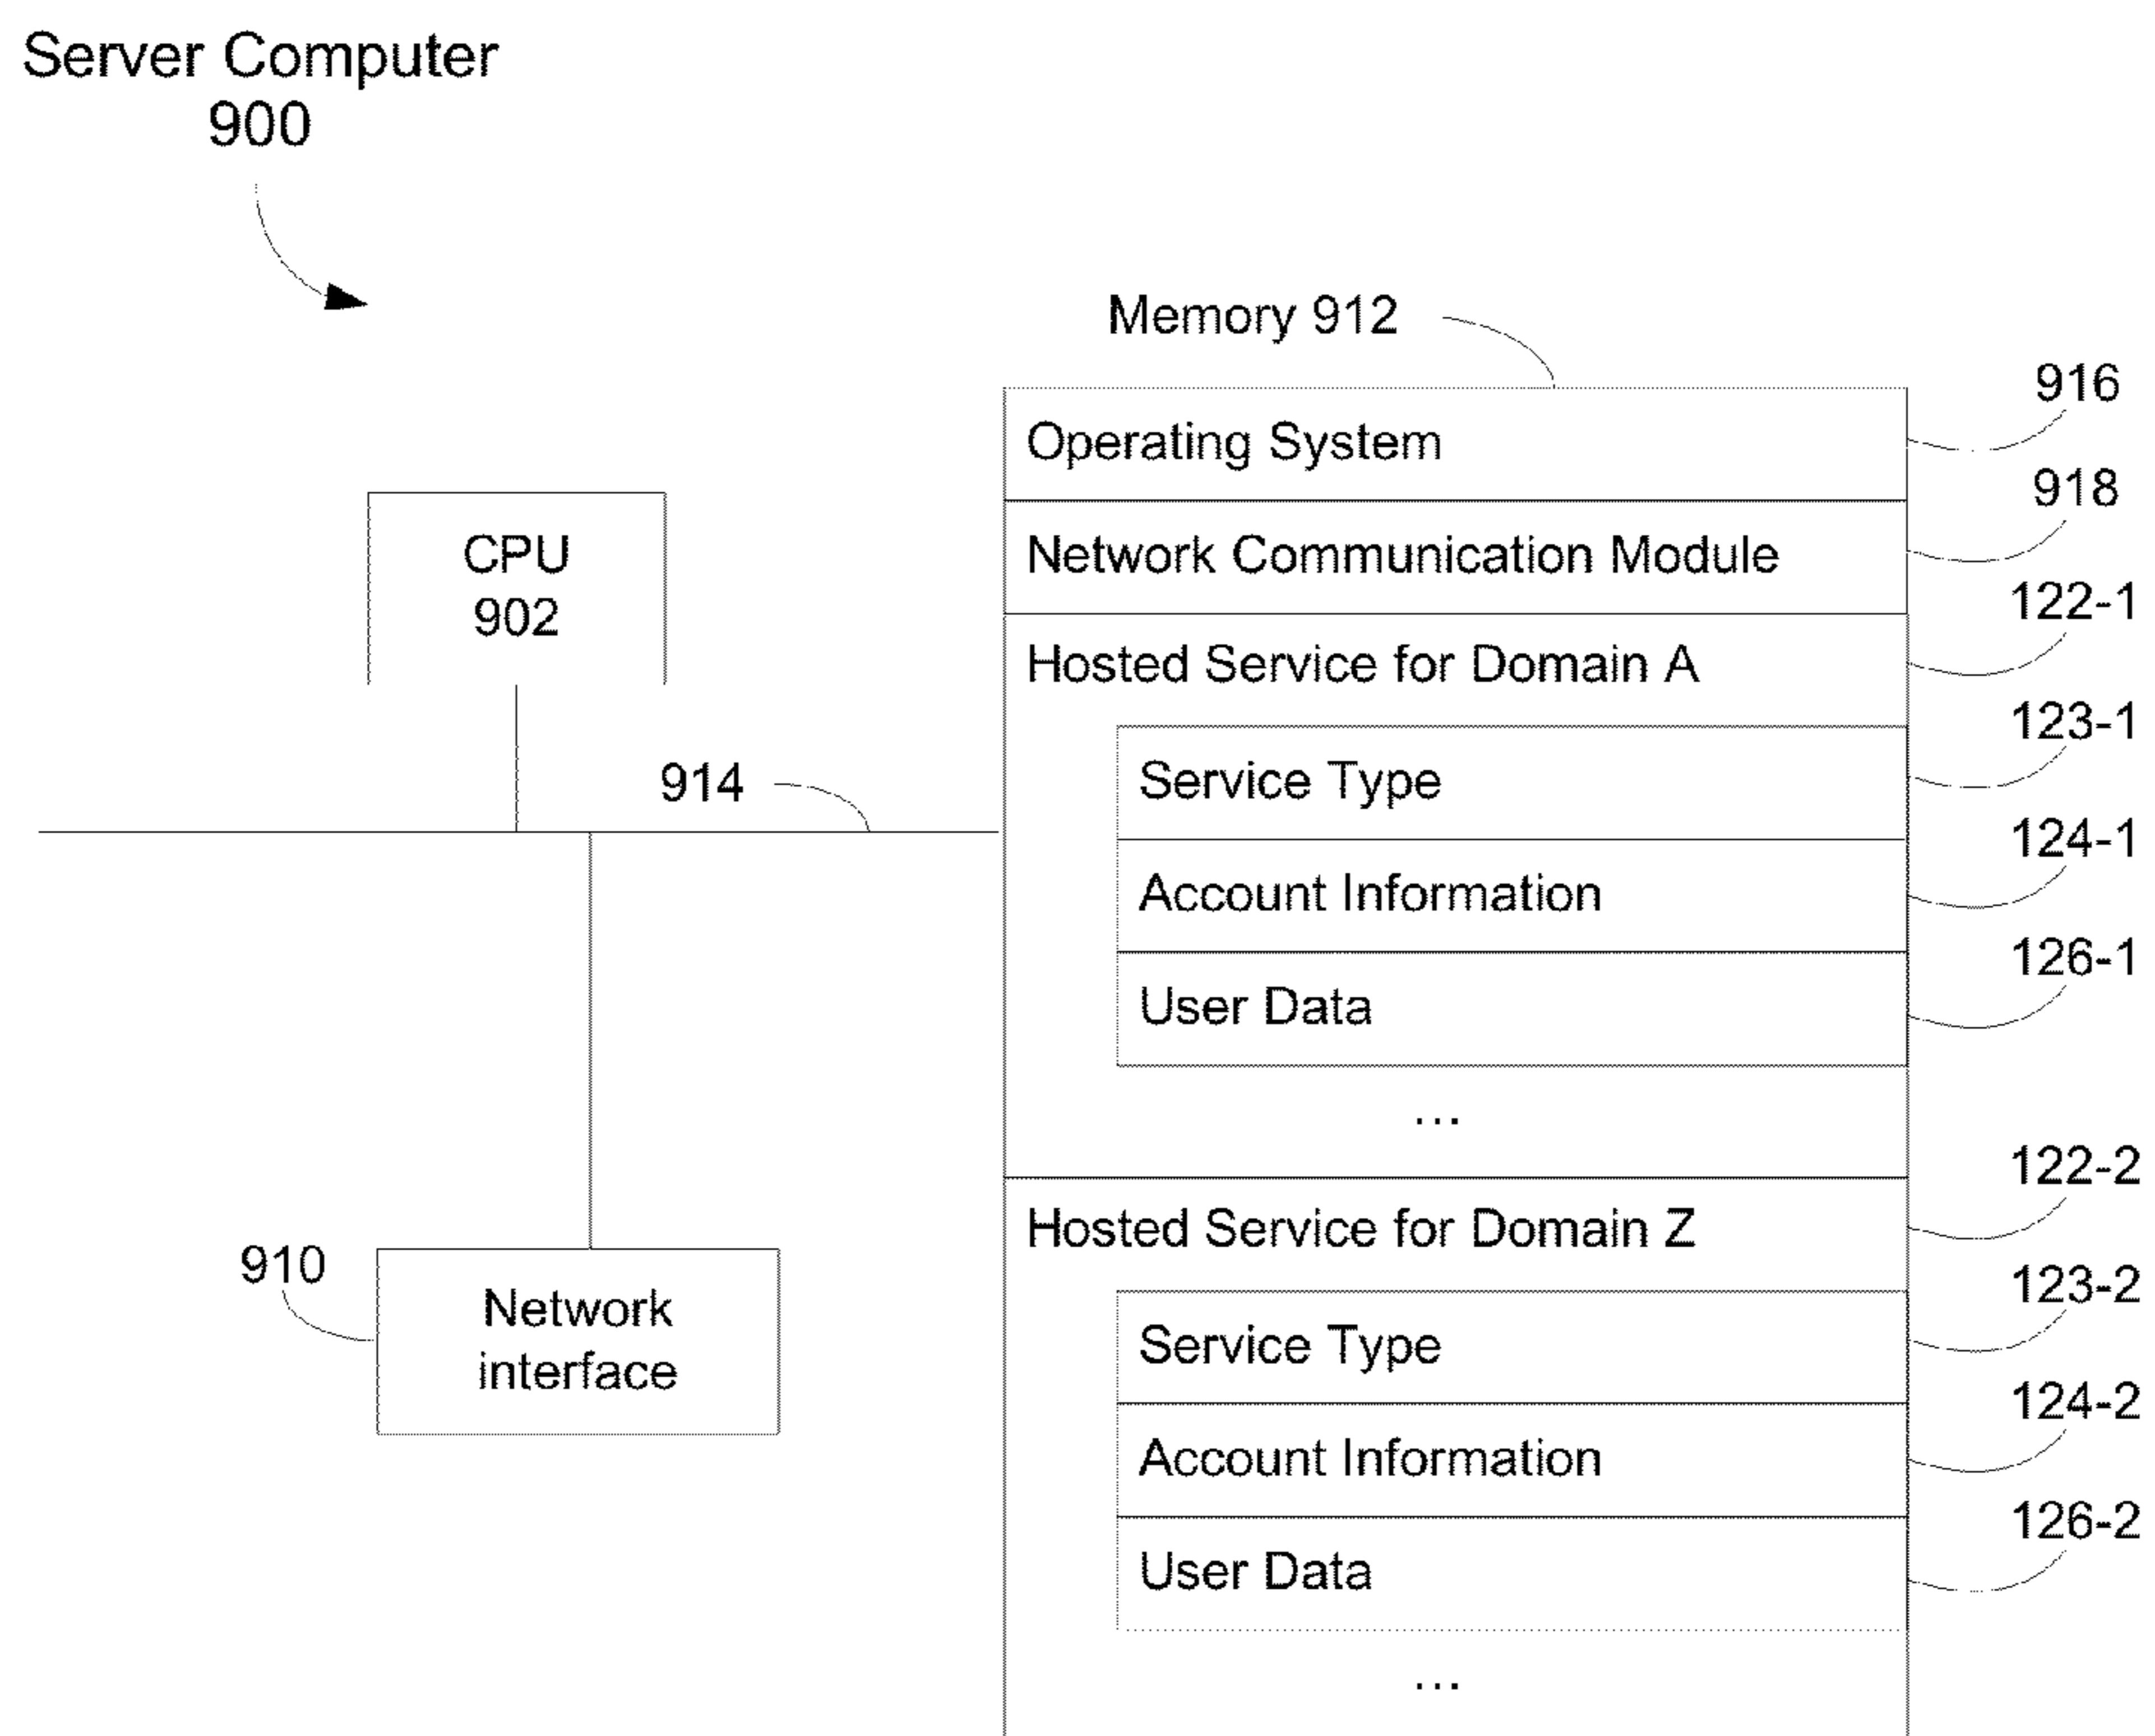 Server Computer
900
Memory 912
916
Operating System
918
Network Communication Module
CPU
902
122-1
Hosted Service for Domain A
123-1
Service Type
914
124-1
Account Information
126-1
User Data
...
122-2
Hosted Service for Domain Z
910
Network
interface
123-2
Service Type
124-2
Account Information
126-2
User Data
...